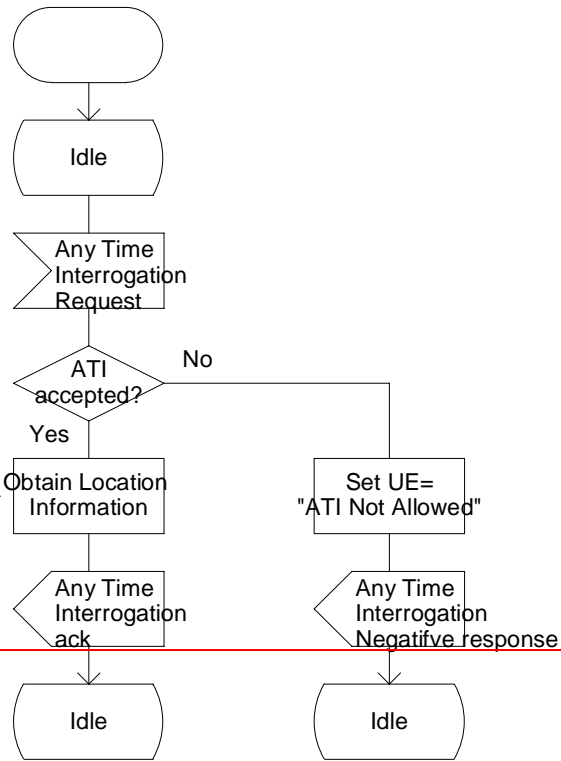 Idle
Any Time
Interrogation
Request
ATI
accepted?
No
Yes
Obtain Location
Information
Set UE=
"ATI Not Allowed"
Any Time
Interrogation
ack
Any Time
Interrogation
Negatifve response
Idle
Idle